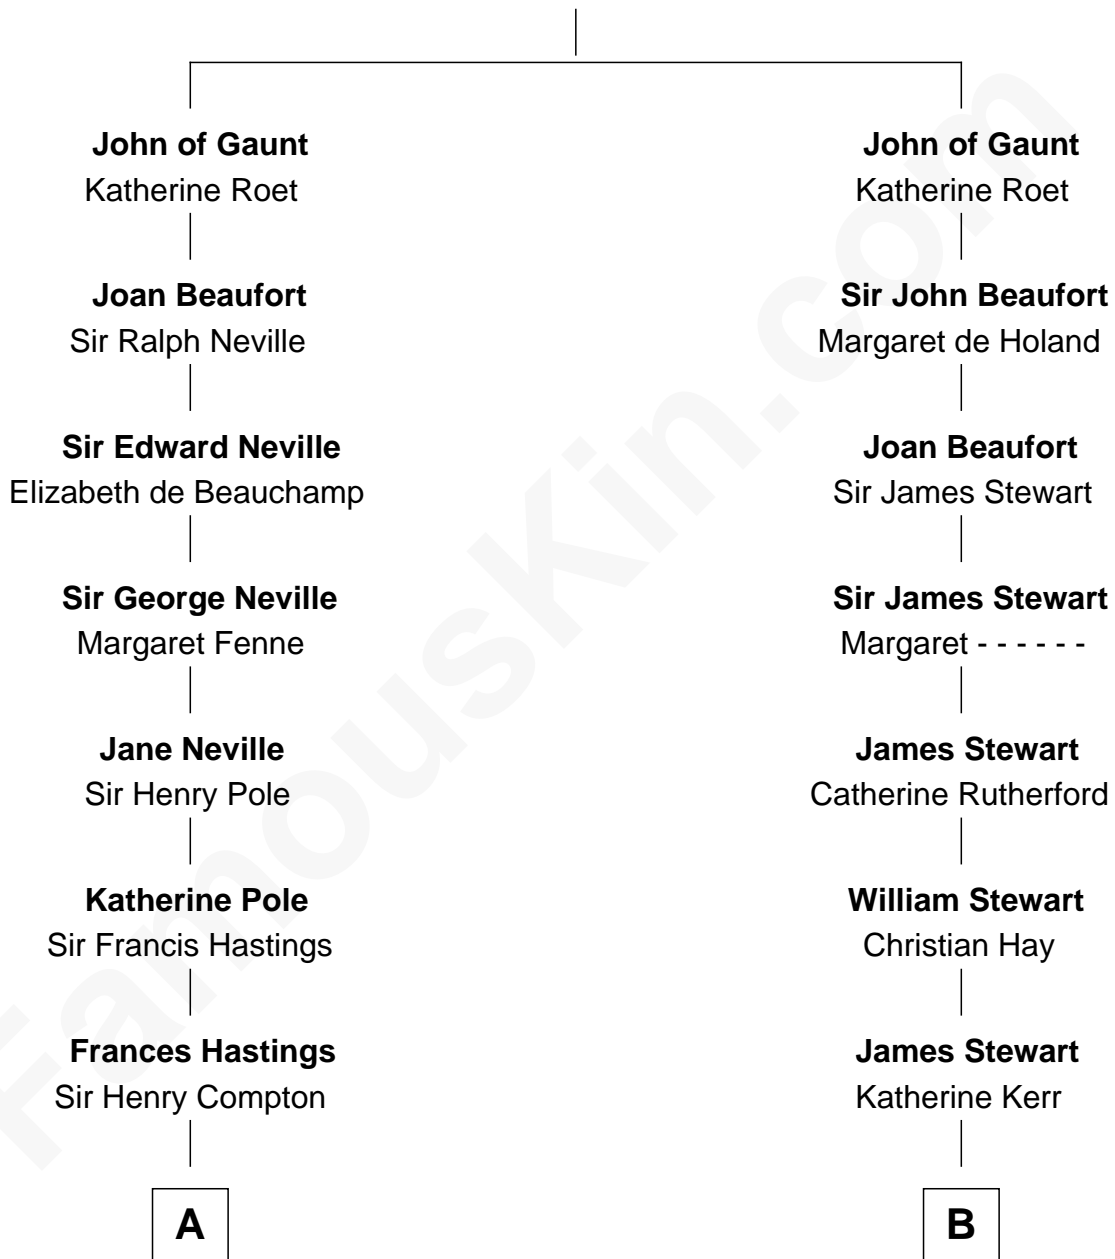 John of Gaunt
Katherine Roet
Joan Beaufort
Sir Ralph Neville
Sir Edward Neville
Elizabeth de Beauchamp
Sir George Neville
Margaret Fenne
Jane Neville
Sir Henry Pole
Katherine Pole
Sir Francis Hastings
Frances Hastings
Sir Henry Compton
A
John of Gaunt
Katherine Roet
Sir John Beaufort
Margaret de Holand
Joan Beaufort
Sir James Stewart
Sir James Stewart
Margaret - - - - - -
James Stewart
Catherine Rutherford
William Stewart
Christian Hay
James Stewart
Katherine Kerr
B
FamousKin.com